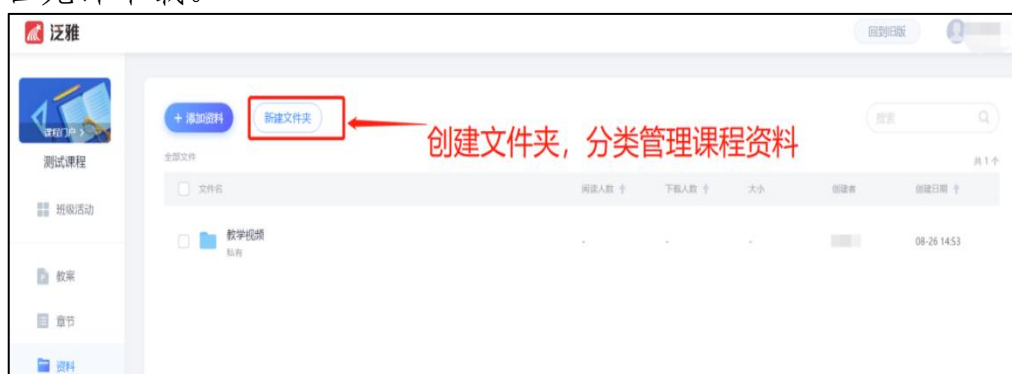 泛雅
回到旧版
课程门户 >
+ 添加资料
新建文件夹
创建文件夹，分类管理课程资料
搜索
测试课程
全部文件
共1个
文件名
阅读人数
下载人数
大小
创建者
创建日期
班级活动
教学视频
私有
-
-
-
08-26 14:53
教案
章节
资料